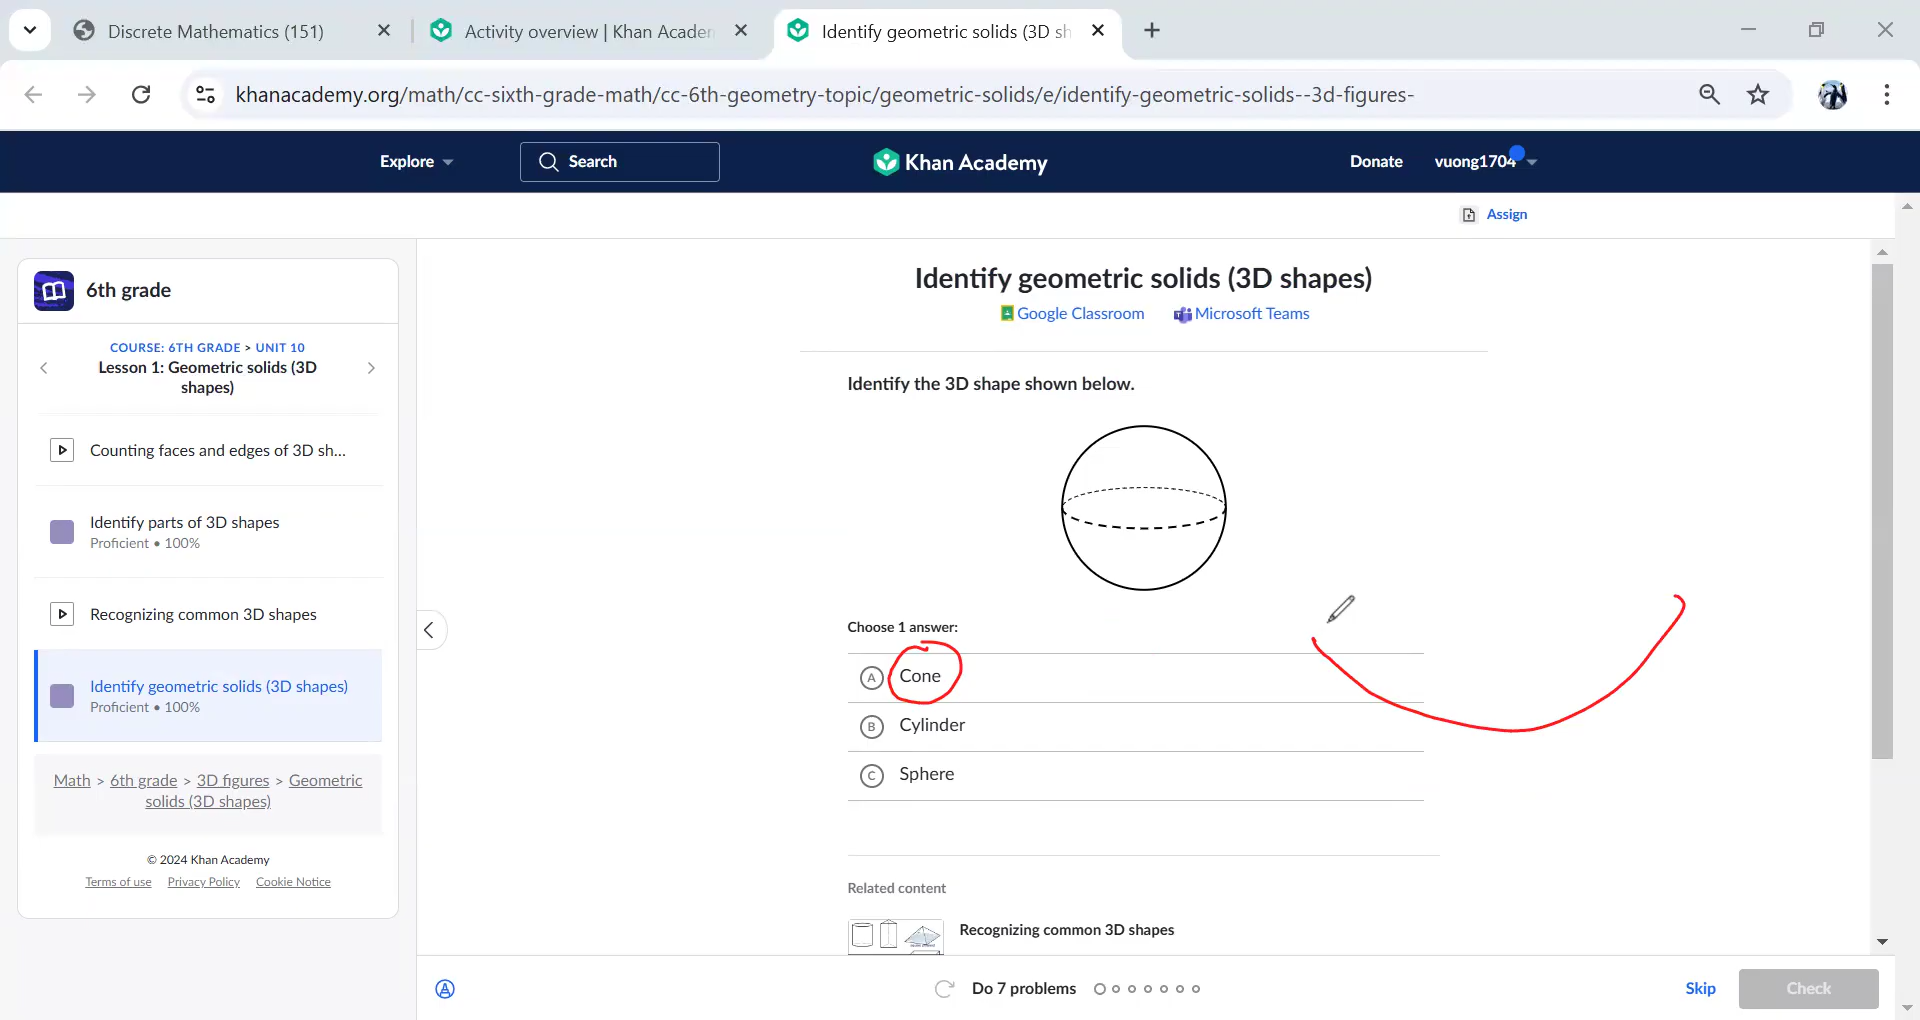 Discrete Mathematics (151)
Activity overview | Khan Acade
Identify geometric solids (3D sh
khanacademy.org/math/cc-sixth-grade-math/cc-6th-geometry-topic/geometric-solids/e/identify-geometric-solids--3d-figures-
Explore
Search
Khan Academy
Donate
vuong1704
Assign
6th grade
COURSE: 6TH GRADE > UNIT 10
Lesson 1: Geometric solids (3D
shapes)
Counting faces and edges of 3D sh...
Identify parts of 3D shapes
Proficient • 100%
Recognizing common 3D shapes
Identify geometric solids (3D shapes)
Proficient • 100%
Math > 6th grade > 3D figures > Geometric
solids (3D shapes)
© 2024 Khan Academy
Terms of use Privacy Policy Cookie Notice
Identify geometric solids (3D shapes)
Google Classroom Microsoft Teams
Identify the 3D shape shown below.
Choose 1 answer:
A Cone
B Cylinder
C Sphere
Related content
Recognizing common 3D shapes
Do 7 problems
Skip
Check